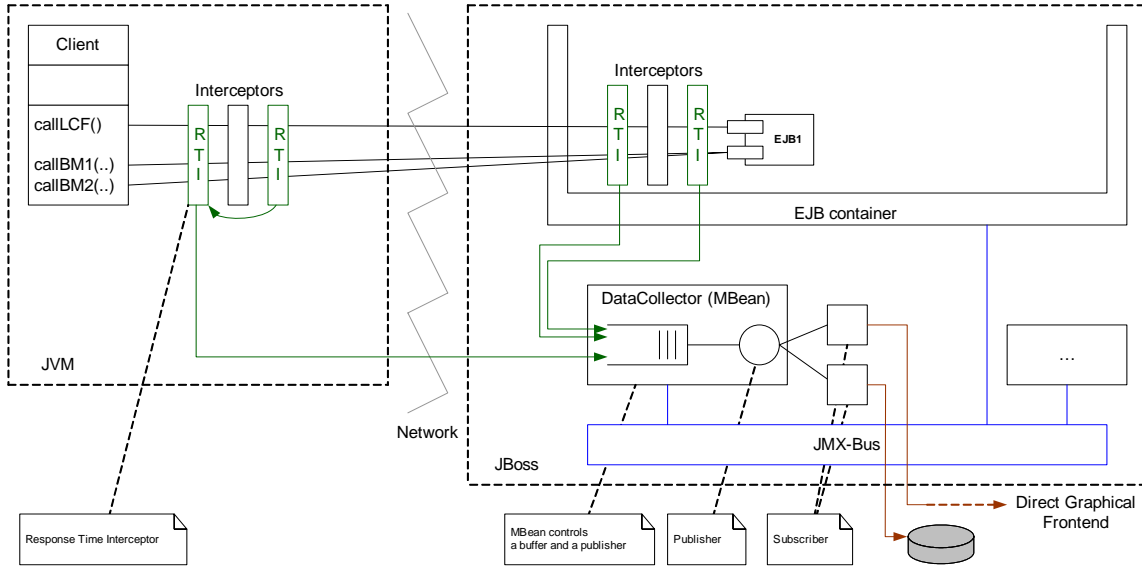 Client
callLCF()
callBM1(..)
callBM2(..)
Interceptors
R
T
I
R
T
I
JVM
Network
Interceptors
R
T
I
R
T
I
EJB1
EJB container
DataCollector (MBean)
...
JMX-Bus
JBoss
Response Time Interceptor
MBean controls
a buffer and a publisher
Publisher
Subscriber
Direct Graphical
Frontend